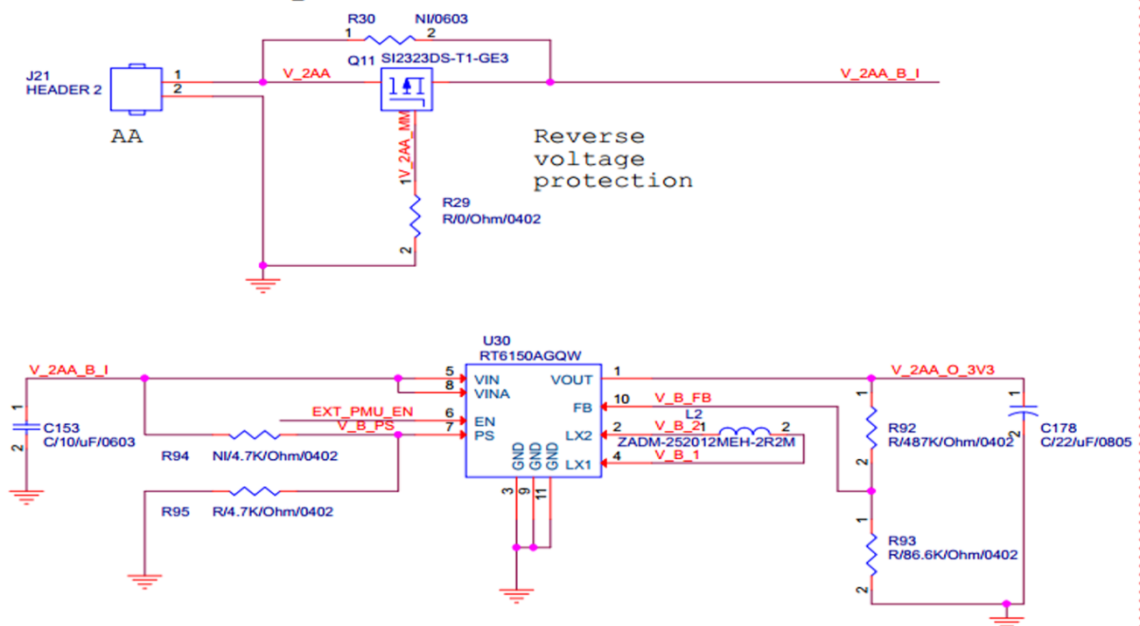 R30 NI/0603
1 2
Q11 SI2323DS-T1-GE3
J21
HEADER 2
1
2
V_2AA
V_2AA_B_I
AA
V_2AA_MM
Reverse
voltage
protection
1
R29
R/0/Ohm/0402
2
U30
RT6150AGQW
V_2AA_B_I
5 VIN
8 VINA
EXT_PMU_EN 6 EN
V_B_PS 7 PS
VOUT 1
FB 10 V_B_FB
L2
LX2 2 V_B_2 1 2
ZADM-252012MEH-2R2M
LX1 4 V_B_1
GND GND GND
3 9 11
V_2AA_O_3V3
1
C153
C/10/uF/0603
2
R94 NI/4.7K/Ohm/0402
R95 R/4.7K/Ohm/0402
1
R92
R/487K/Ohm/0402
2
1
C178
C/22/uF/0805
2
1
R93
R/86.6K/Ohm/0402
2